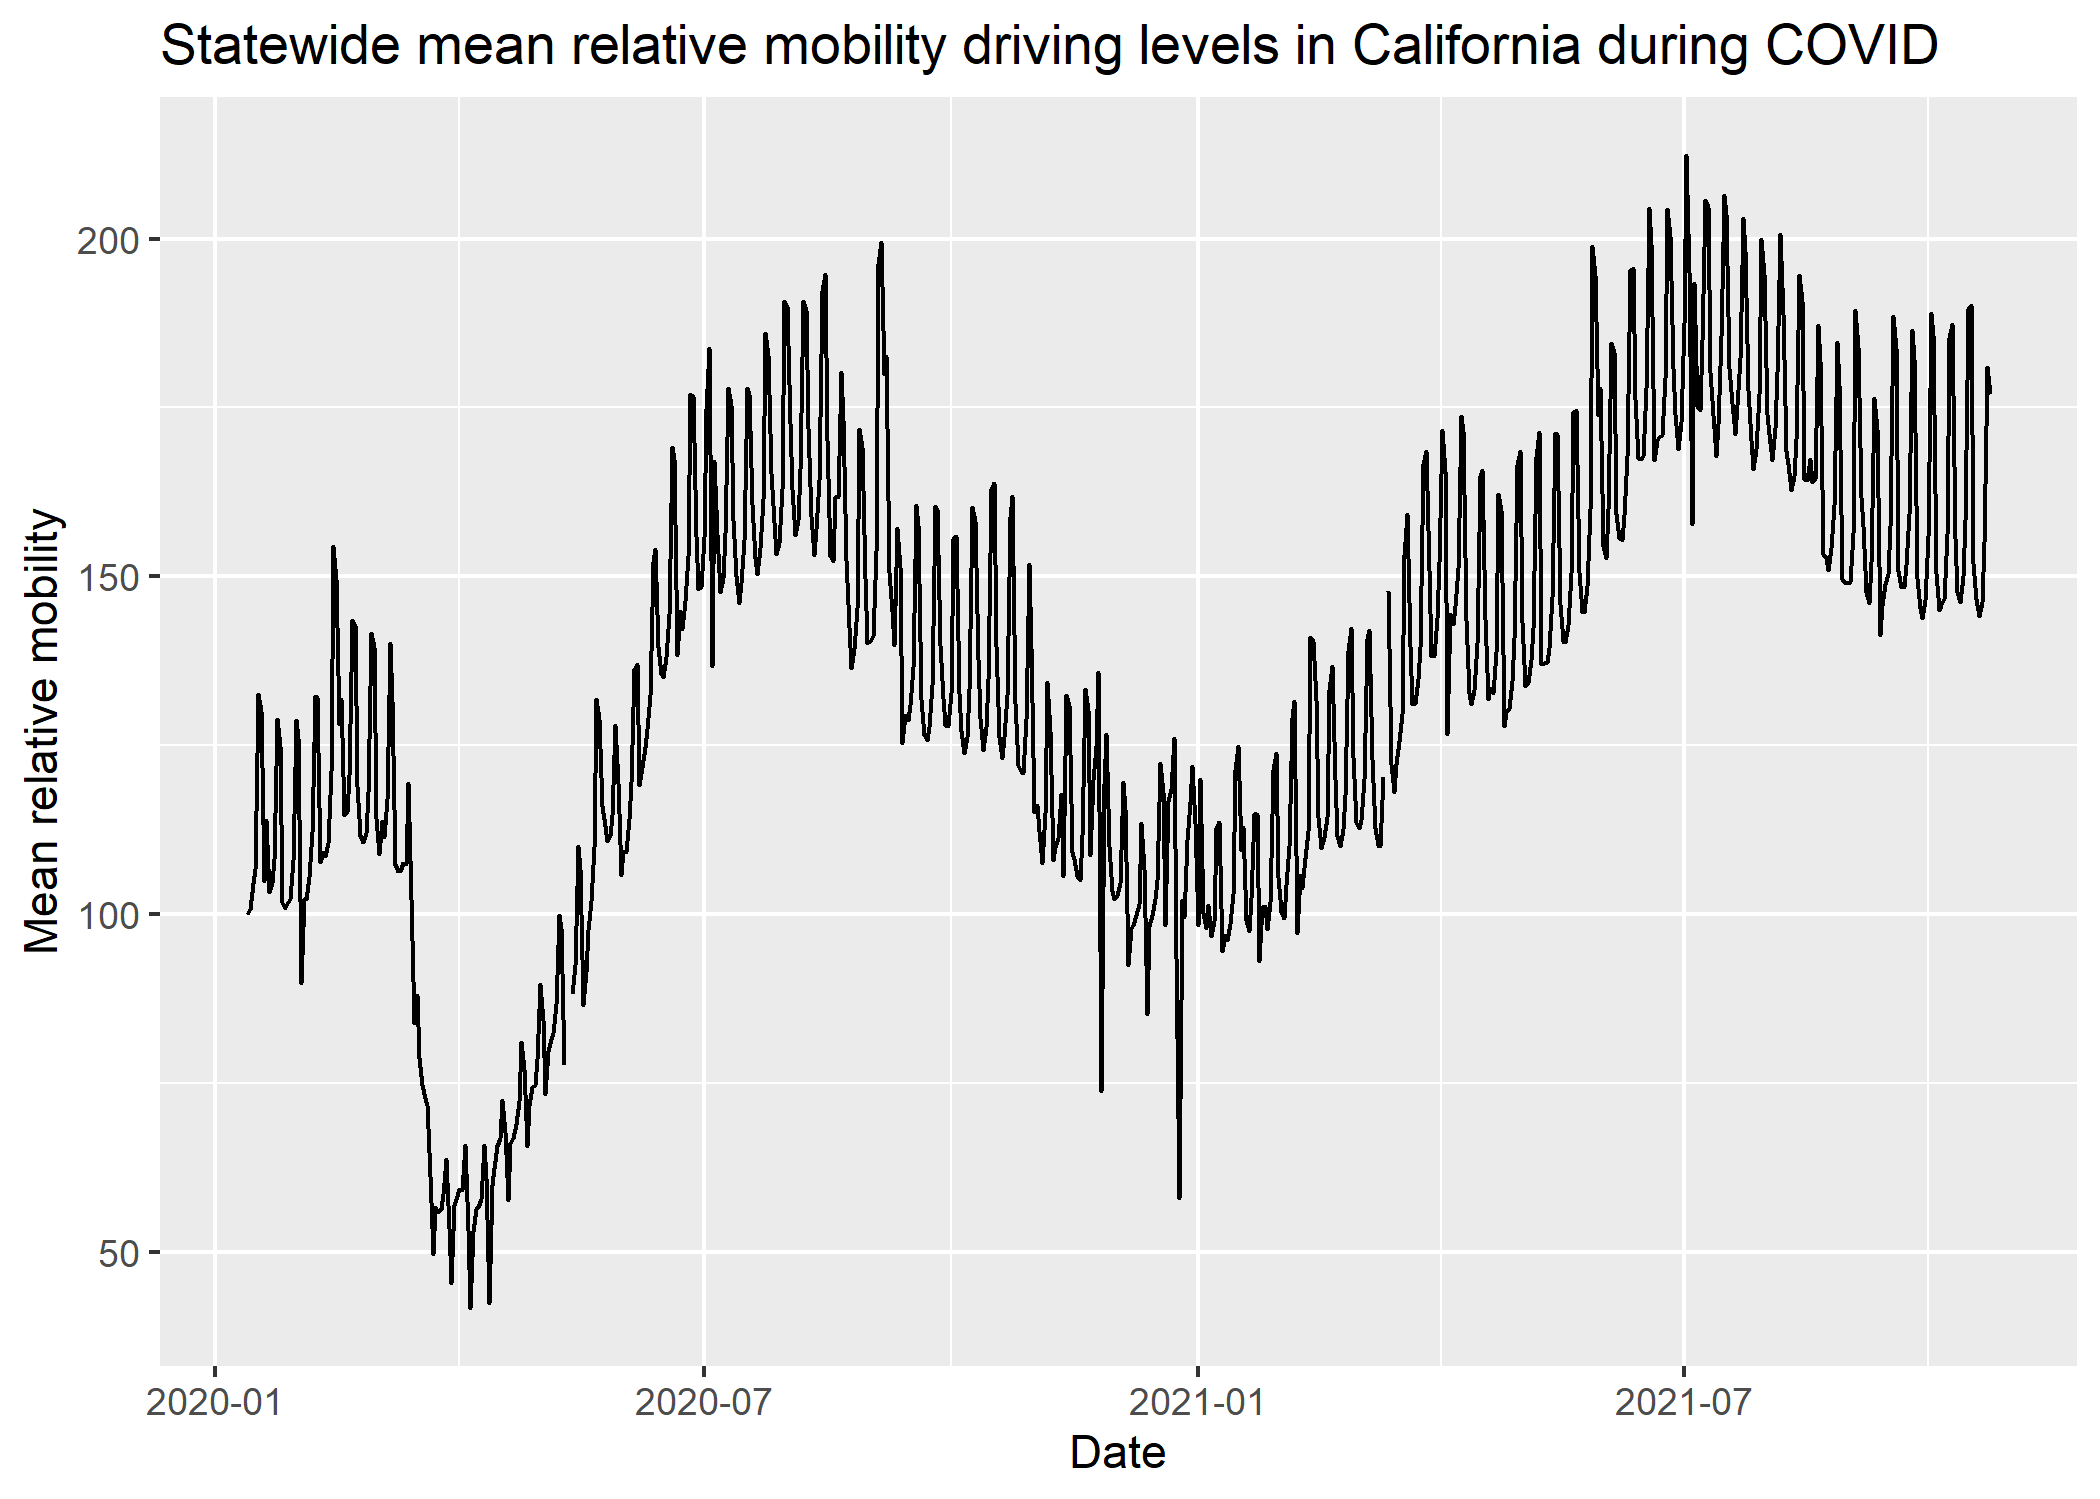 Statewide mean relative mobility driving levels in California during COVID
Mean relative mobility
200
150
100
50
2020-01
2020-07
2021-01
2021-07
Date